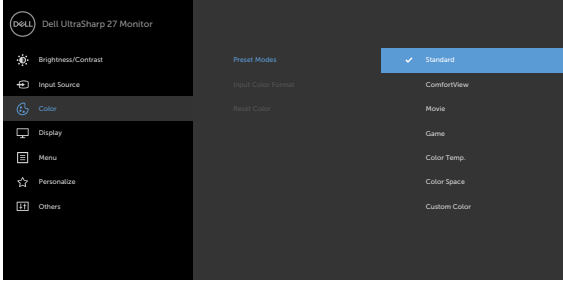 DELL
Dell UltraSharp 27 Monitor
Brightness/Contrast
Input Source
Color
Display
Menu
Personalize
Others
Preset Modes
Input Color Format
Reset Color
Standard
ComfortView
Movie
Game
Color Temp.
Color Space
Custom Color